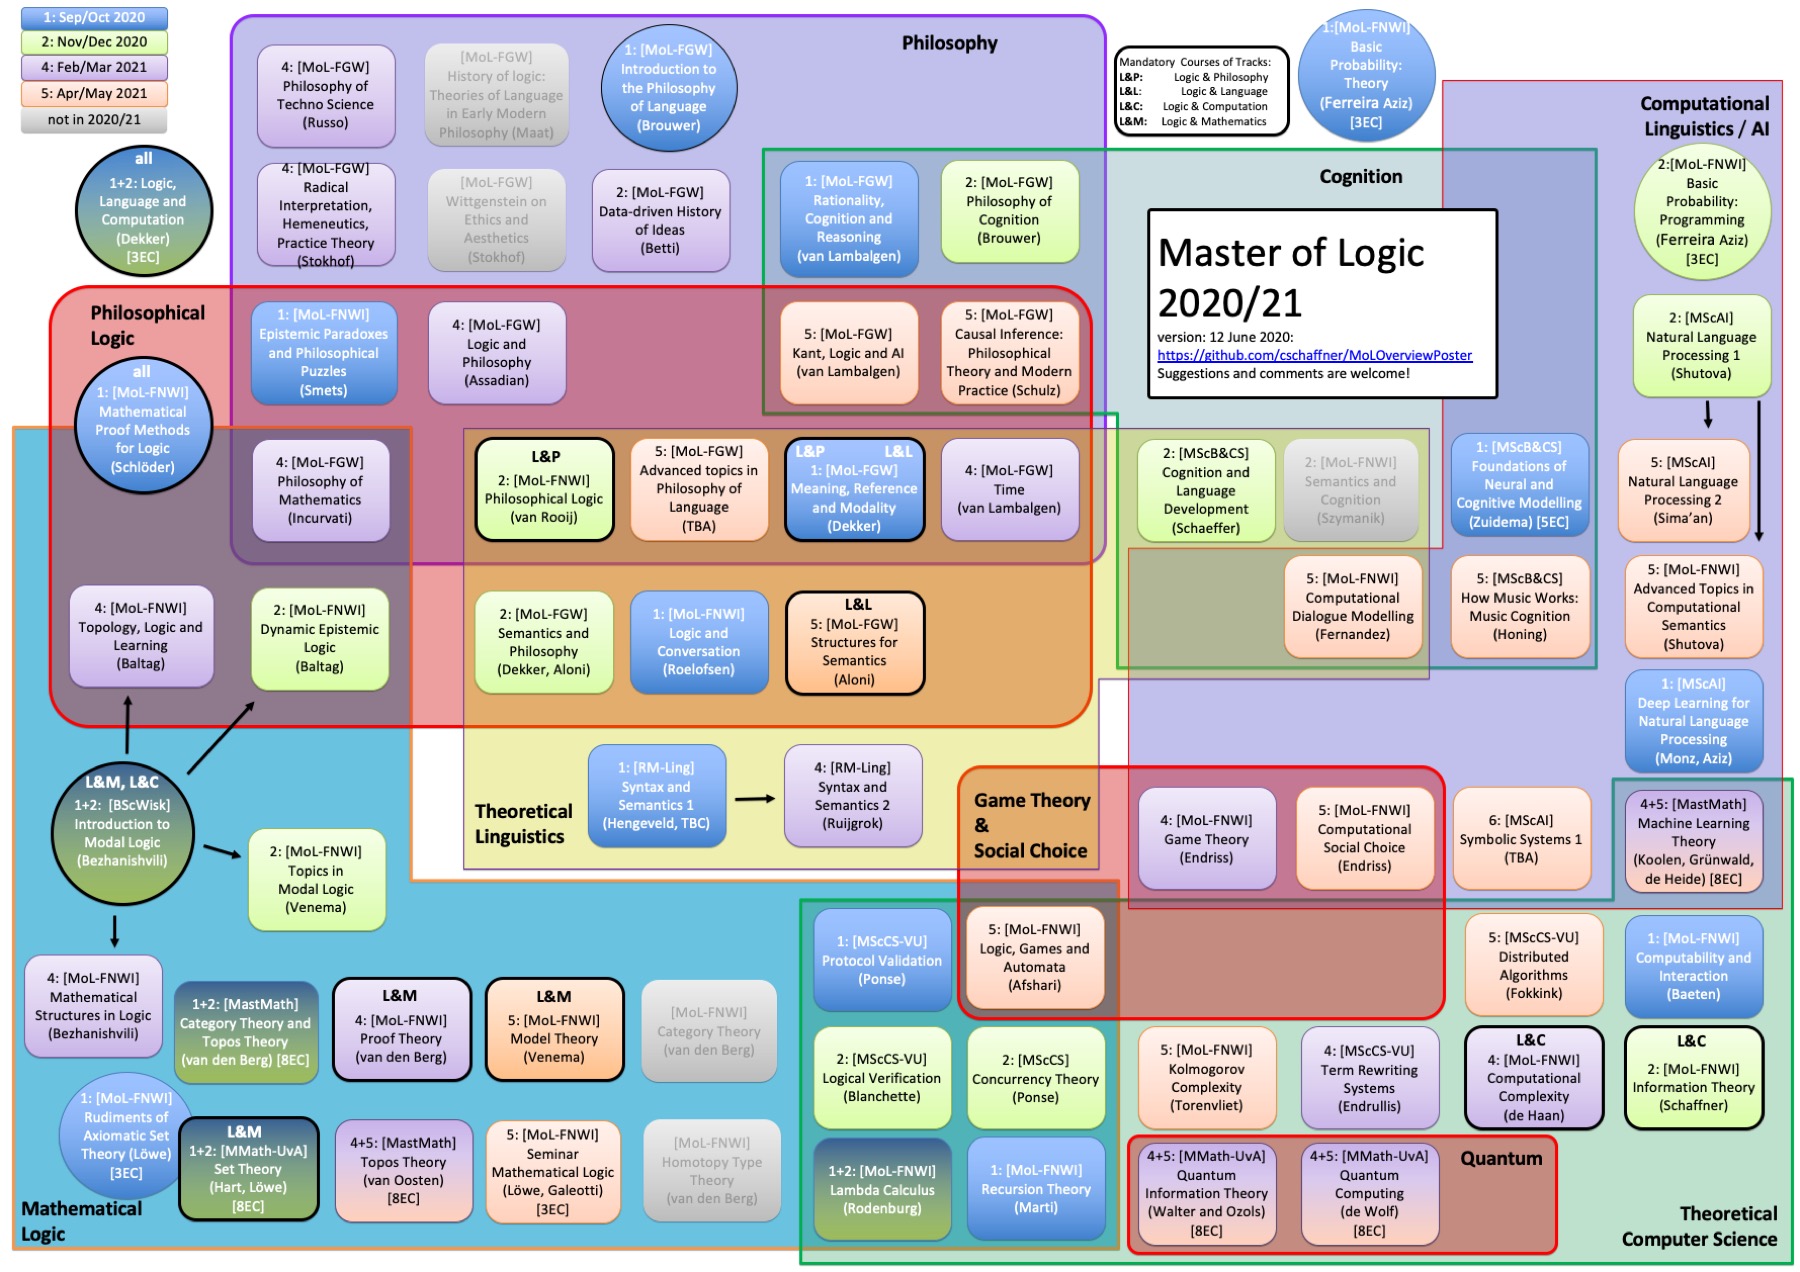 1: Sep/Oct 2020
2: Nov/Dec 2020
4: Feb/Mar 2021
5: Apr/May 2021
not in 2020/21
all
1+2: Logic,
Language and
Computation
(Dekker)
[3EC]
Philosophy
4: [MoL-FGW]
Philosophy of
Techno Science
(Russo)
[MoL-FGW]
History of logic:
Theories of Language
in Early Modern
Philosophy (Maat)
1: [MoL-FGW]
Introduction to
the Philosophy
of Language
(Brouwer)
Mandatory Courses of Tracks:
L&P: Logic & Philosophy
L&L: Logic & Language
L&C: Logic & Computation
L&M: Logic & Mathematics
1:[MoL-FNWI]
Basic
Probability:
Theory
(Ferreira Aziz)
[3EC]
Computational
Linguistics / AI
4: [MoL-FGW]
Radical
Interpretation,
Hemeneutics,
Practice Theory
(Stokhof)
[MoL-FGW]
Wittgenstein on
Ethics and
Aesthetics
(Stokhof)
2: [MoL-FGW]
Data-driven History
of Ideas
(Betti)
1: [MoL-FGW]
Rationality,
Cognition and
Reasoning
(van Lambalgen)
2: [MoL-FGW]
Philosophy of
Cognition
(Brouwer)
Cognition
2:[MoL-FNWI]
Basic
Probability:
Programming
(Ferreira Aziz)
[3EC]
Master of Logic
2020/21
version: 12 June 2020:
https://github.com/cschaffner/MoLOverviewPoster
Suggestions and comments are welcome!
Philosophical
Logic
all
1: [MoL-FNWI]
Mathematical
Proof Methods
for Logic
(Schlöder)
1: [MoL-FNWI]
Epistemic Paradoxes
and Philosophical
Puzzles
(Smets)
4: [MoL-FGW]
Logic and
Philosophy
(Assadian)
5: [MoL-FGW]
Kant, Logic and AI
(van Lambalgen)
5: [MoL-FGW]
Causal Inference:
Philosophical
Theory and Modern
Practice (Schulz)
2: [MScAI]
Natural Language
Processing 1
(Shutova)
4: [MoL-FGW]
Philosophy of
Mathematics
(Incurvati)
L&P
2: [MoL-FNWI]
Philosophical Logic
(van Rooij)
5: [MoL-FGW]
Advanced topics in
Philosophy of
Language
(TBA)
L&P L&L
1: [MoL-FGW]
Meaning, Reference
and Modality
(Dekker)
4: [MoL-FGW]
Time
(van Lambalgen)
2: [MScB&CS]
Cognition and
Language
Development
(Schaeffer)
2: [MoL-FNWI]
Semantics and
Cognition
(Szymanik)
1: [MScB&CS]
Foundations of
Neural and
Cognitive Modelling
(Zuidema) [5EC]
5: [MScAI]
Natural Language
Processing 2
(Sima’an)
4: [MoL-FNWI]
Topology, Logic and
Learning
(Baltag)
2: [MoL-FNWI]
Dynamic Epistemic
Logic
(Baltag)
2: [MoL-FGW]
Semantics and
Philosophy
(Dekker, Aloni)
1: [MoL-FNWI]
Logic and
Conversation
(Roelofsen)
L&L
5: [MoL-FGW]
Structures for
Semantics
(Aloni)
5: [MoL-FNWI]
Computational
Dialogue Modelling
(Fernandez)
5: [MScB&CS]
How Music Works:
Music Cognition
(Honing)
5: [MoL-FNWI]
Advanced Topics in
Computational
Semantics
(Shutova)
1: [MScAI]
Deep Learning for
Natural Language
Processing
(Monz, Aziz)
L&M, L&C
1+2: [BScWisk]
Introduction to
Modal Logic
(Bezhanishvili)
2: [MoL-FNWI]
Topics in
Modal Logic
(Venema)
Theoretical
Linguistics
1: [RM-Ling]
Syntax and
Semantics 1
(Hengeveld, TBC)
4: [RM-Ling]
Syntax and
Semantics 2
(Ruijgrok)
Game Theory
&
Social Choice
4: [MoL-FNWI]
Game Theory
(Endriss)
5: [MoL-FNWI]
Computational
Social Choice
(Endriss)
6: [MScAI]
Symbolic Systems 1
(TBA)
4+5: [MastMath]
Machine Learning
Theory
(Koolen, Grünwald,
de Heide) [8EC]
4: [MoL-FNWI]
Mathematical
Structures in Logic
(Bezhanishvili)
1+2: [MastMath]
Category Theory and
Topos Theory
(van den Berg) [8EC]
L&M
4: [MoL-FNWI]
Proof Theory
(van den Berg)
L&M
5: [MoL-FNWI]
Model Theory
(Venema)
[MoL-FNWI]
Category Theory
(van den Berg)
1: [MScCS-VU]
Protocol Validation
(Ponse)
5: [MoL-FNWI]
Logic, Games and
Automata
(Afshari)
5: [MScCS-VU]
Distributed
Algorithms
(Fokkink)
1: [MoL-FNWI]
Computability and
Interaction
(Baeten)
2: [MScCS-VU]
Logical Verification
(Blanchette)
2: [MScCS]
Concurrency Theory
(Ponse)
5: [MoL-FNWI]
Kolmogorov
Complexity
(Torenvliet)
4: [MScCS-VU]
Term Rewriting
Systems
(Endrullis)
L&C
4: [MoL-FNWI]
Computational
Complexity
(de Haan)
L&C
2: [MoL-FNWI]
Information Theory
(Schaffner)
1: [MoL-FNWI]
Rudiments of
Axiomatic Set
Theory (Löwe)
[3EC]
L&M
1+2: [MMath-UvA]
Set Theory
(Hart, Löwe)
[8EC]
4+5: [MastMath]
Topos Theory
(van Oosten)
[8EC]
5: [MoL-FNWI]
Seminar
Mathematical Logic
(Löwe, Galeotti)
[3EC]
[MoL-FNWI]
Homotopy Type
Theory
(van den Berg)
1+2: [MoL-FNWI]
Lambda Calculus
(Rodenburg)
1: [MoL-FNWI]
Recursion Theory
(Marti)
4+5: [MMath-UvA]
Quantum
Information Theory
(Walter and Ozols)
[8EC]
4+5: [MMath-UvA]
Quantum
Computing
(de Wolf)
[8EC]
Quantum
Mathematical
Logic
Theoretical
Computer Science